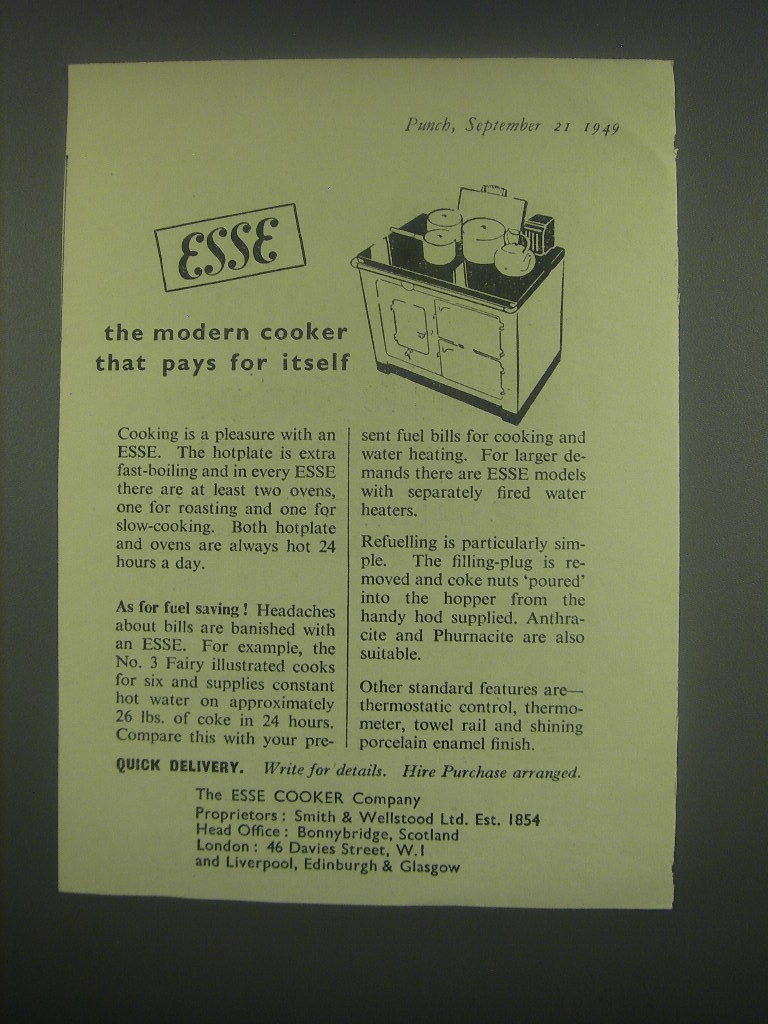 Punch, September 21 1949
ESSE
the modern cooker
that pays for itself
Cooking is a pleasure with an
ESSE. The hotplate is extra
fast-boiling and in every ESSE
there are at least two ovens,
one for roasting and one for
slow-cooking. Both hotplate
and ovens are always hot 24
hours a day.
As for fuel saving! Headaches
about bills are banished with
an ESSE. For example, the
No. 3 Fairy illustrated cooks
for six and supplies constant
hot water on approximately
26 lbs. of coke in 24 hours.
Compare this with your pre-
sent fuel bills for cooking and
water heating. For larger de-
mands there are ESSE models
with separately fired water
heaters.
Refuelling is particularly sim-
ple. The filling-plug is re-
moved and coke nuts ‘poured’
into the hopper from the
handy hod supplied. Anthra-
cite and Phurnacite are also
suitable.
Other standard features are—
thermostatic control, thermo-
meter, towel rail and shining
porcelain enamel finish.
QUICK DELIVERY. Write for details. Hire Purchase arranged.
The ESSE COOKER Company
Proprietors: Smith & Wellstood Ltd. Est. 1854
Head Office: Bonnybridge, Scotland
London: 46 Davies Street, W.1
and Liverpool, Edinburgh & Glasgow